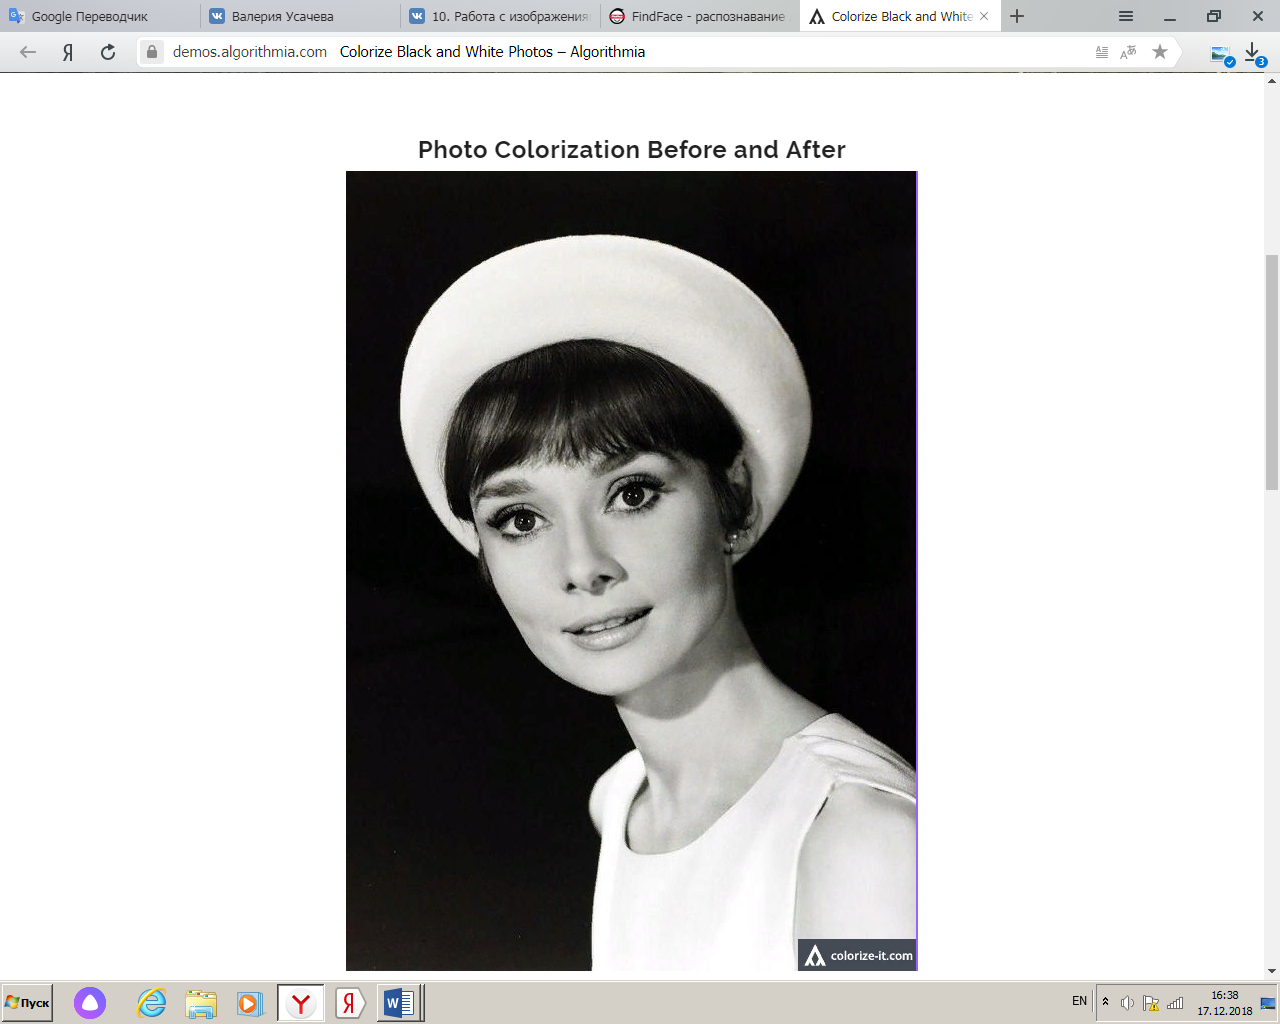 Google Переводчик
Валерия Усачева
10. Работа с изображения
FindFace - распознавание
Colorize Black and White
Я
demos.algorithmia.com Colorize Black and White Photos – Algorithmia
3
Photo Colorization Before and After
colorize-it.com
Пуск
Y
Я
W
EN
16:38
17.12.2018